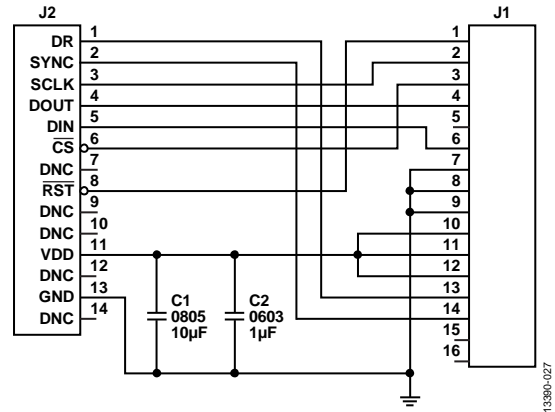 J2
DR 1
SYNC 2
SCLK 3
DOUT 4
DIN 5
CS 6
DNC 7
RST 8
DNC 9
DNC 10
VDD 11
DNC 12
GND 13
DNC 14
C1
0805
10µF
C2
0603
1µF
J1
1
2
3
4
5
6
7
8
9
10
11
12
13
14
15
16
13390-027